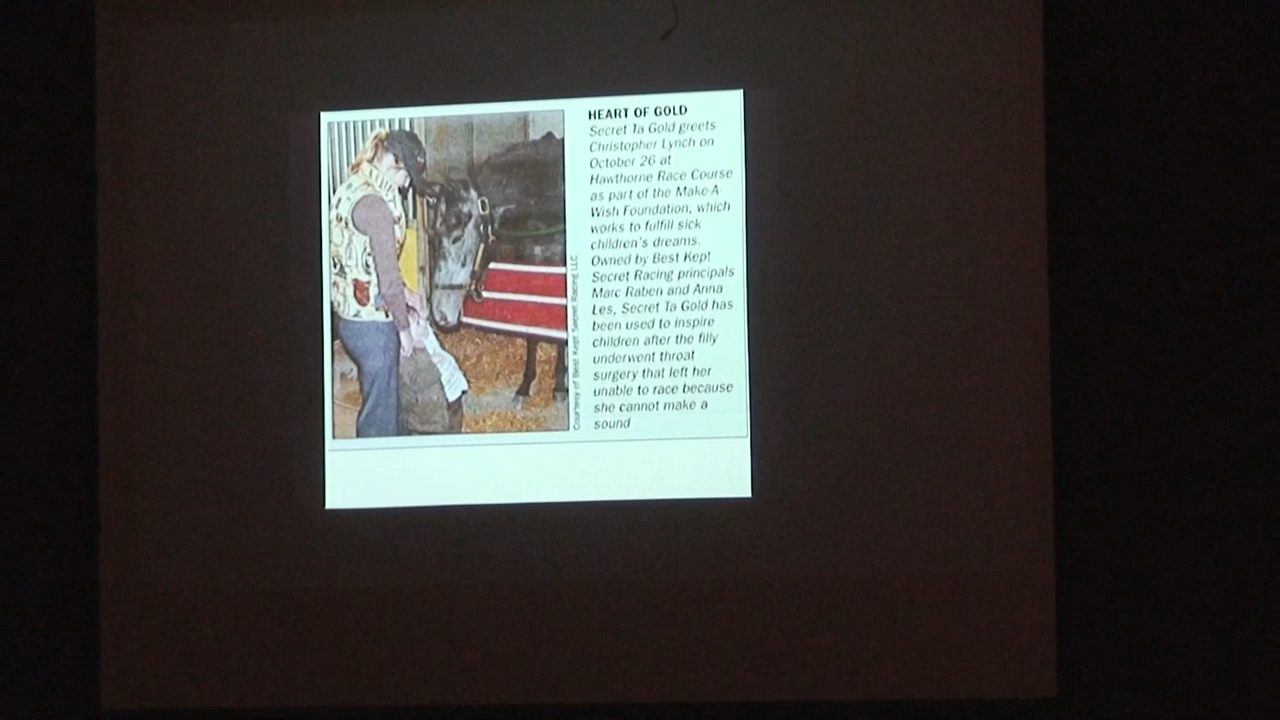 HEART OF GOLD
Secret Ta Gold greets
Christopher Lynch on
October 26 at
Hawthorne Race Course
as part of the Make-A-
Wish Foundation, which
works to fulfill sick
children's dreams.
Owned by Best Kept
Secret Racing principals
Marc Raben and Anna
Les, Secret Ta Gold has
been used to inspire
children after the filly
underwent throat
surgery that left her
unable to race because
she cannot make a
sound
Courtesy of Best Kept Secret Racing LLC